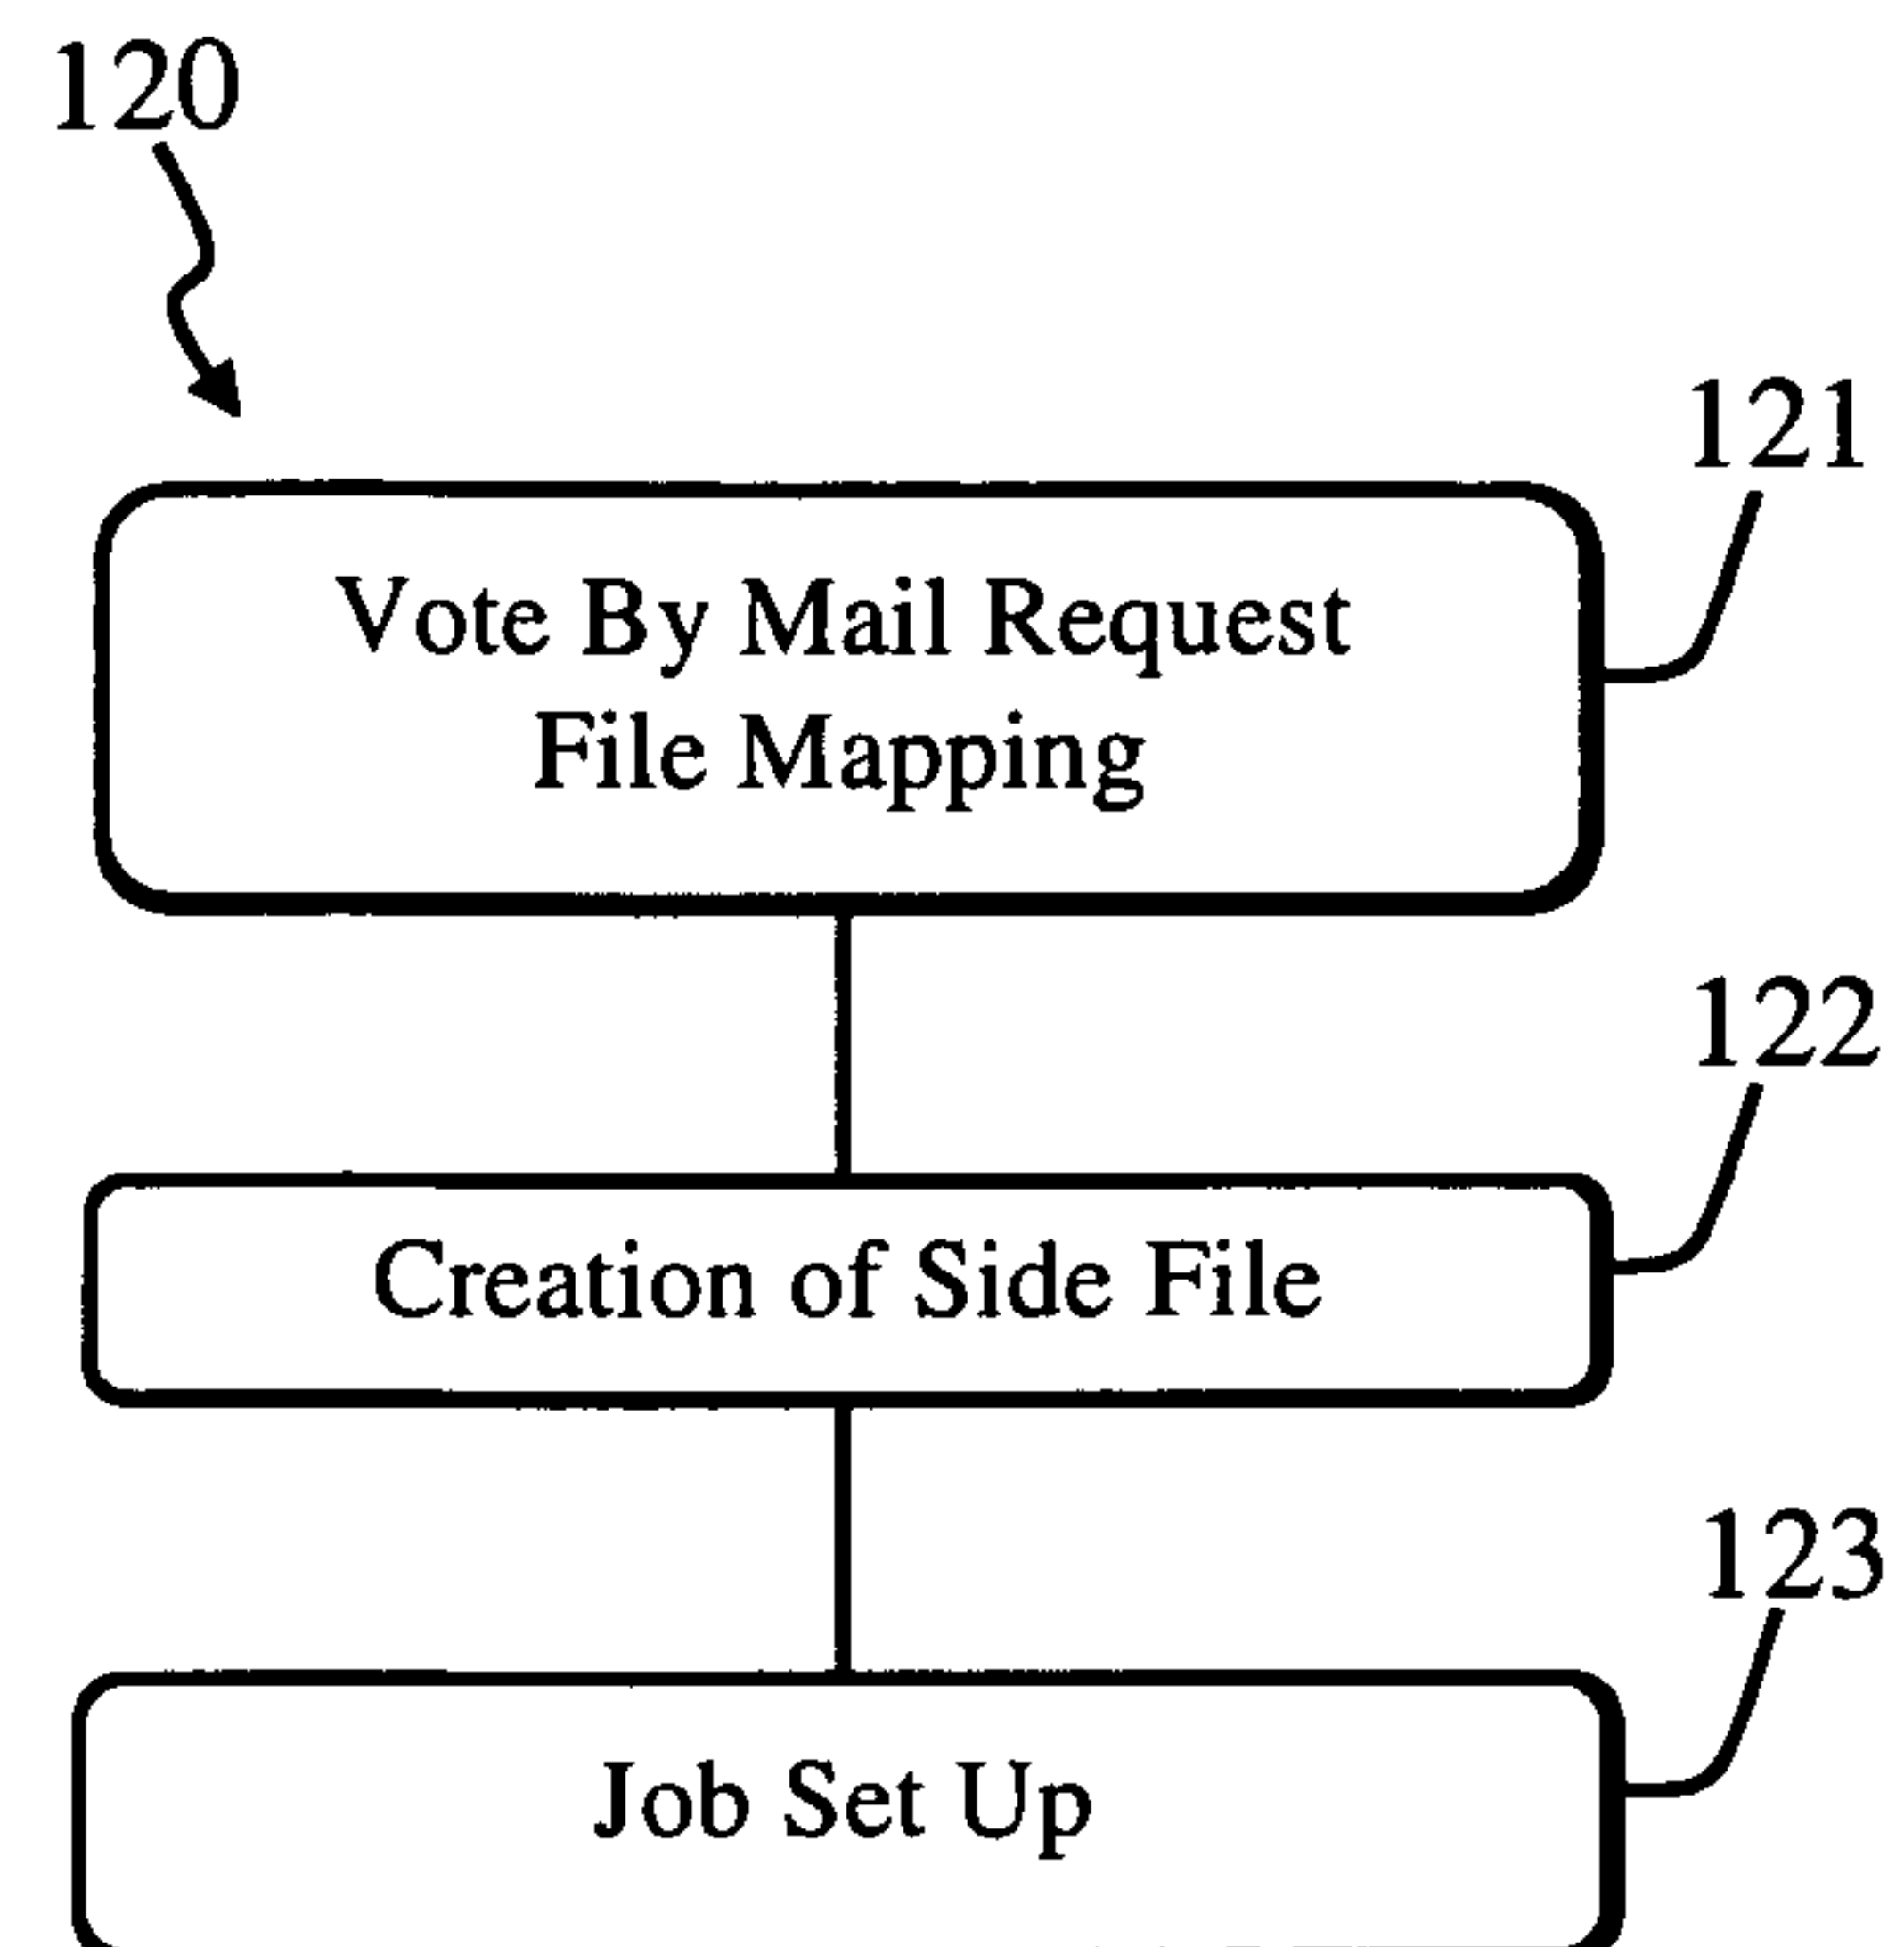 120
121
Vote By Mail Request
File Mapping
122
Creation of Side File
123
Job Set Up